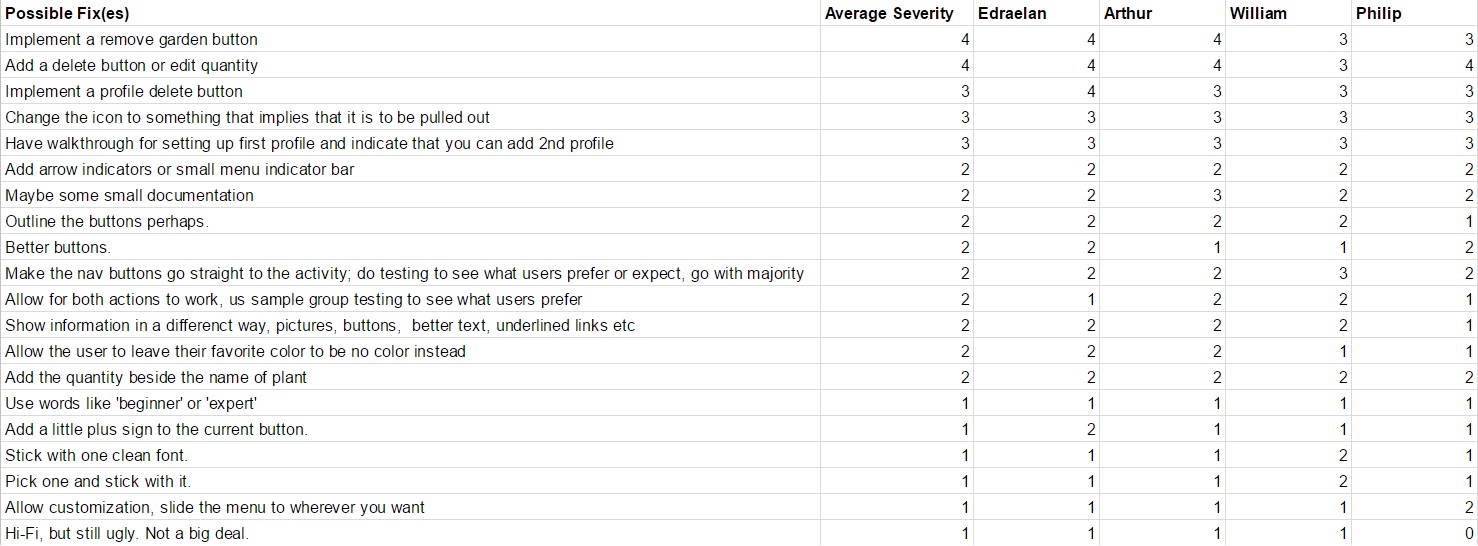 Possible Fix(es) Average Severity Edraelan Arthur William Philip
Implement a remove garden button 4 4 4 3 3
Add a delete button or edit quantity 4 4 4 3 4
Implement a profile delete button 3 4 3 3 3
Change the icon to something that implies that it is to be pulled out 3 3 3 3 3
Have walkthrough for setting up first profile and indicate that you can add 2nd profile 3 3 3 3 3
Add arrow indicators or small menu indicator bar 2 2 2 2 2
Maybe some small documentation 2 2 3 2 2
Outline the buttons perhaps. 2 2 2 2 1
Better buttons. 2 2 1 1 2
Make the nav buttons go straight to the activity; do testing to see what users prefer or expect, go with majority 2 2 2 3 2
Allow for both actions to work, us sample group testing to see what users prefer 2 1 2 2 1
Show information in a differenct way, pictures, buttons, better text, underlined links etc 2 2 2 2 1
Allow the user to leave their favorite color to be no color instead 2 2 2 1 1
Add the quantity beside the name of plant 2 2 2 2 2
Use words like 'beginner' or 'expert' 1 1 1 1 1
Add a little plus sign to the current button. 1 2 1 1 1
Stick with one clean font. 1 1 1 2 1
Pick one and stick with it. 1 1 1 2 1
Allow customization, slide the menu to wherever you want 1 1 1 1 2
Hi-Fi, but still ugly. Not a big deal. 1 1 1 1 0